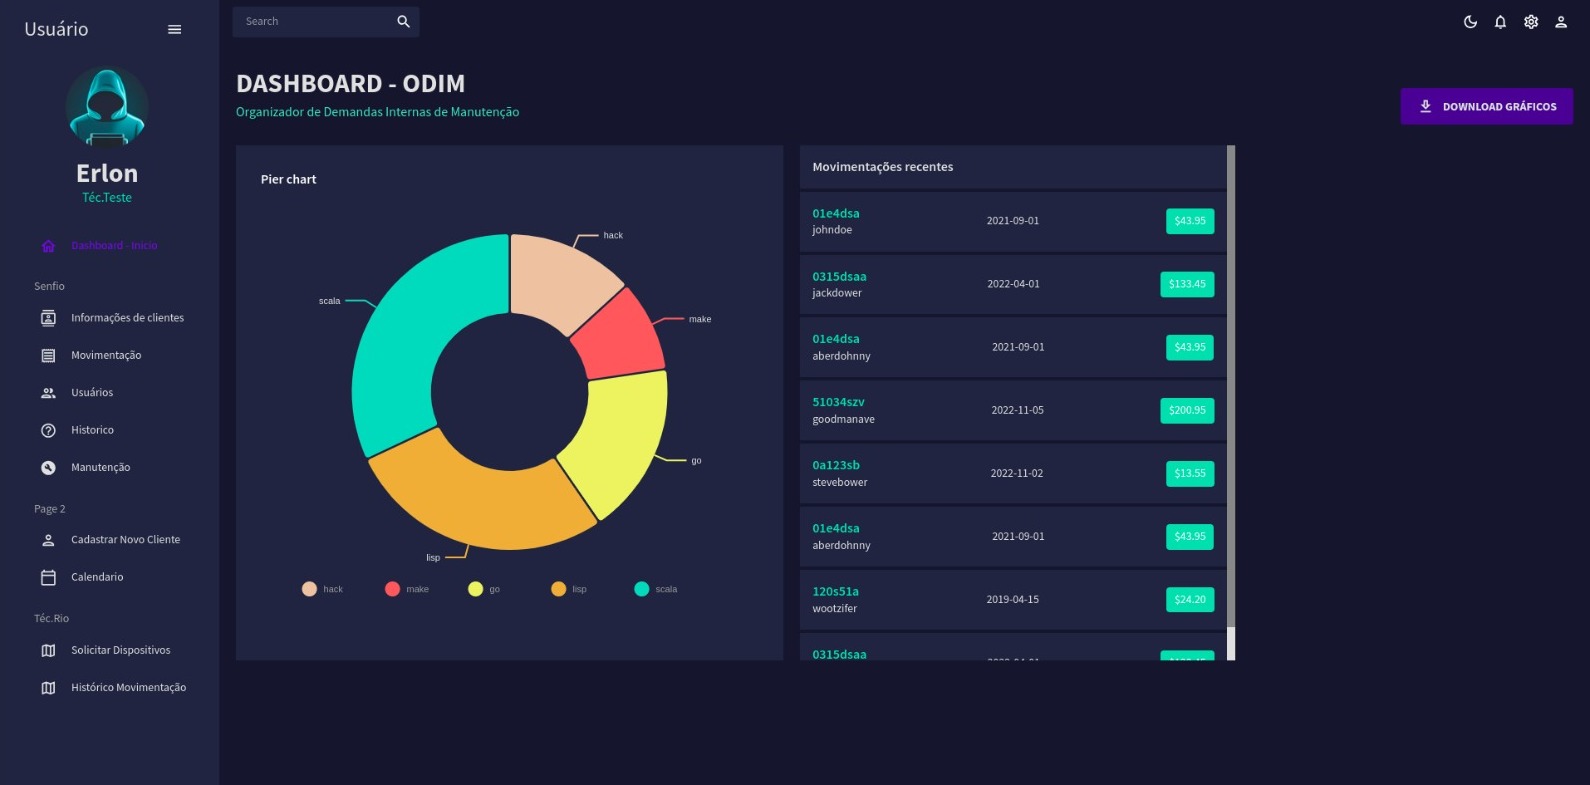 Usuário
Search
Erlon
Téc.Teste
Dashboard - Inicio
Senfio
Informações de clientes
Movimentação
Usuários
Historico
Manutenção
Page 2
Cadastrar Novo Cliente
Calendario
Téc.Rio
Solicitar Dispositivos
Histórico Movimentação
DASHBOARD - ODIM
Organizador de Demandas Internas de Manutenção
DOWNLOAD GRÁFICOS
Pier chart
hack
make
go
lisp
scala
hack make go lisp scala
Movimentações recentes
01e4dsa
johndoe
2021-09-01
$43.95
0315dsaa
jackdower
2022-04-01
$133.45
01e4dsa
aberdohnny
2021-09-01
$43.95
51034szv
goodmanave
2022-11-05
$200.95
0a123sb
stevebower
2022-11-02
$13.55
01e4dsa
aberdohnny
2021-09-01
$43.95
120s51a
wootzifer
2019-04-15
$24.20
0315dsaa